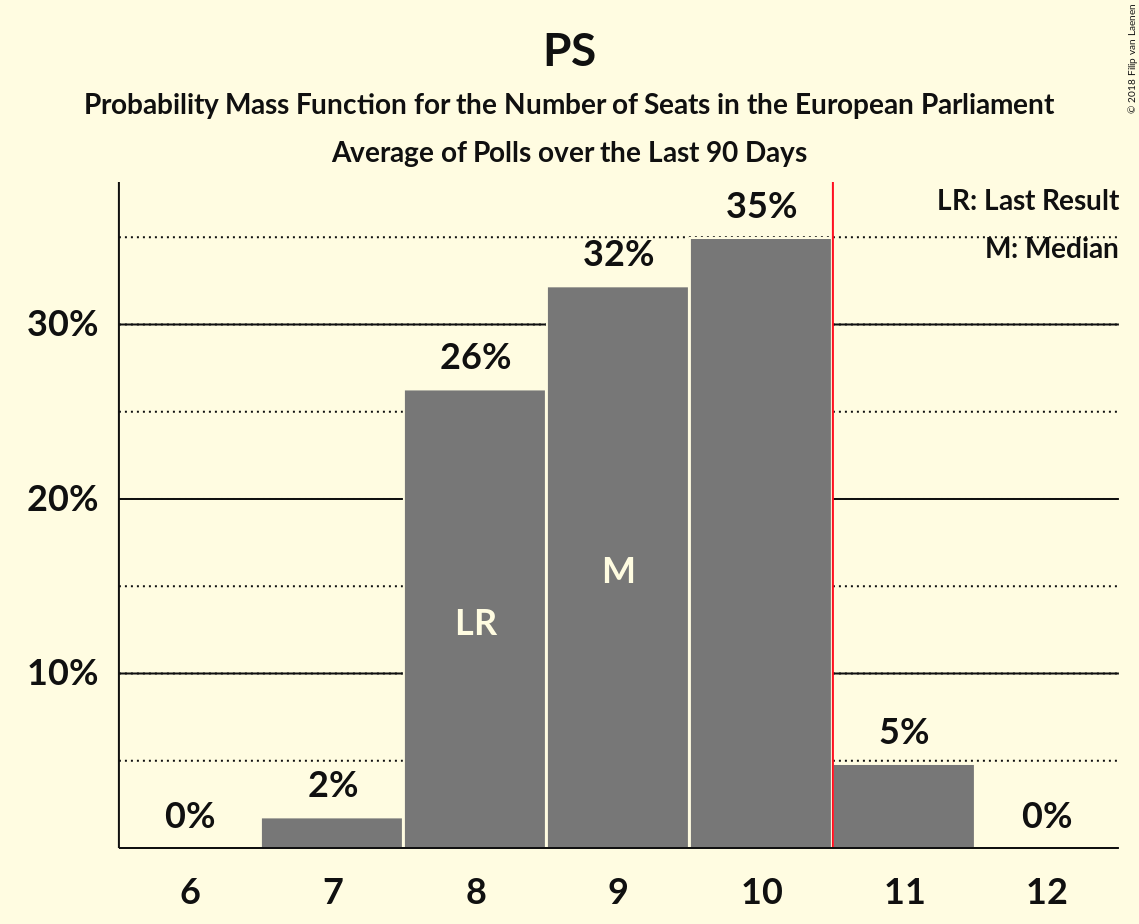 PS
Probability Mass Function for the Number of Seats in the European Parliament
Average of Polls over the Last 90 Days
© 2018 Filip van Laenen
LR: Last Result
M: Median
35%
32%
30%
26%
20%
M
LR
10%
5%
2%
0%
0%
6 7 8 9 10 11 12